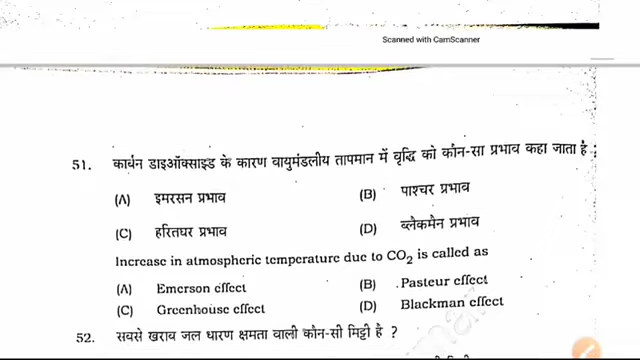 Scanned with CamScanner
51. कार्बन डाइऑक्साइड के कारण वायुमंडलीय तापमान में वृद्धि को कौन-सा प्रभाव कहा जाता है ?
(A) इमरसन प्रभाव (B) पाश्चर प्रभाव
(C) हरितघर प्रभाव (D) ब्लैकमैन प्रभाव
Increase in atmospheric temperature due to CO2 is called as
(A) Emerson effect (B) Pasteur effect
(C) Greenhouse effect (D) Blackman effect
52. सबसे खराब जल धारण क्षमता वाली कौन-सी मिट्टी है ?